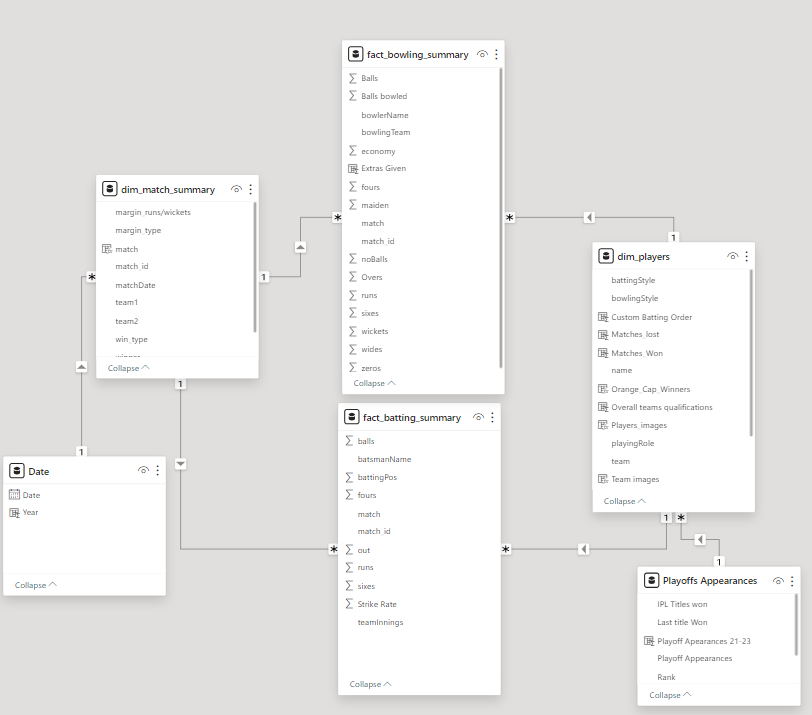 fact_bowling_summary
Balls
Balls bowled
bowlerName
bowlingTeam
economy
Extras Given
fours
maiden
match
match_id
noBalls
Overs
runs
sixes
wickets
wides
zeros
Collapse
dim_match_summary
margin_runs/wickets
margin_type
match
match_id
matchDate
team1
team2
win_type
Collapse
*
1
*
1
*
1
1
dim_players
battingStyle
bowlingStyle
Custom Batting Order
Matches_lost
Matches_Won
name
Orange_Cap_Winners
Overall teams qualifications
Players_images
playingRole
team
Team images
Collapse
fact_batting_summary
balls
batsmanName
battingPos
fours
match
match_id
out
runs
sixes
Strike Rate
teamInnings
Collapse
Date
Date
Year
Collapse
*
*
1
*
1
Playoffs Appearances
IPL Titles won
Last title Won
Playoff Apearances 21-23
Playoff Appearances
Rank
Collapse